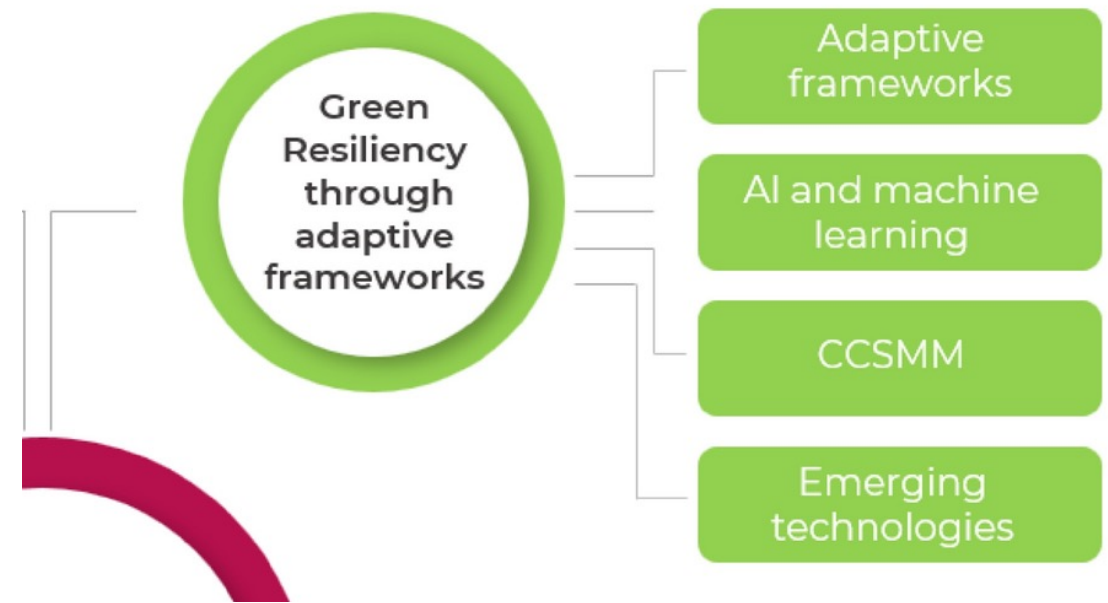 Green
Resiliency
through
adaptive
frameworks
Adaptive
frameworks
AI and machine
learning
CCSMM
Emerging
technologies